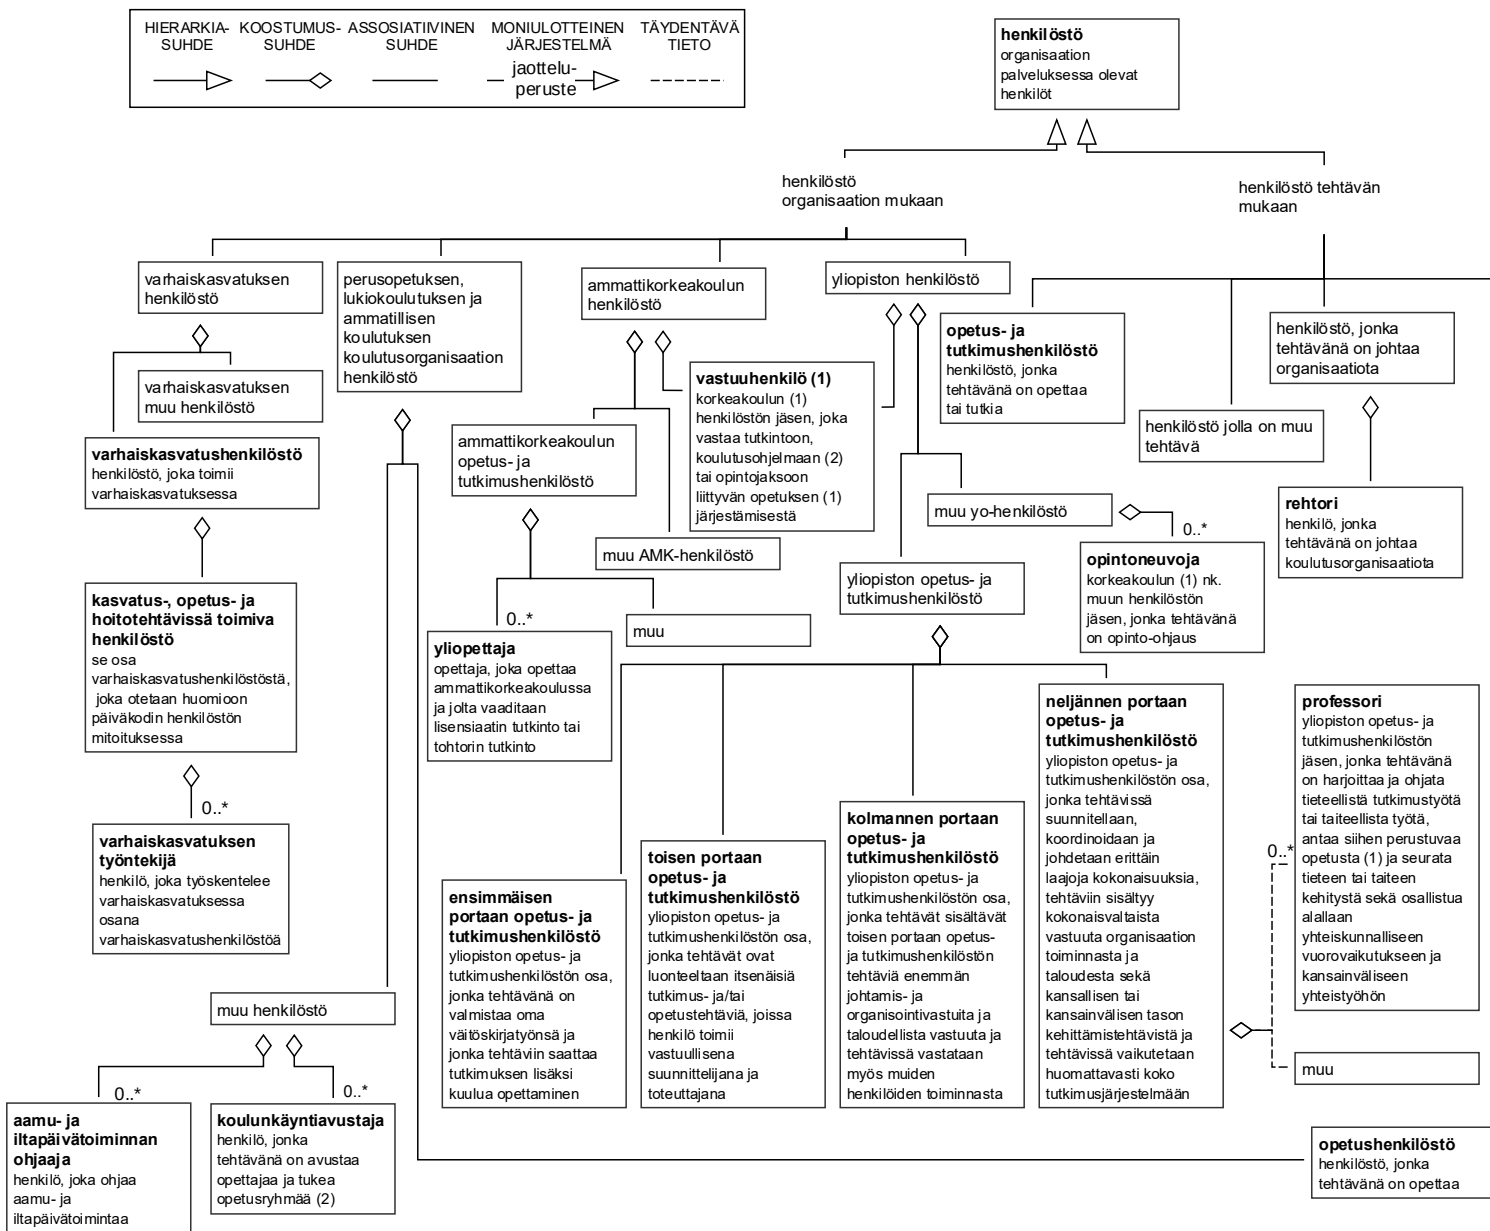 HIERARKIA-
SUHDE
KOOSTUMUS-
SUHDE
ASSOSIATIIVINEN
SUHDE
MONIULOTTEINEN
JÄRJESTELMÄ
TÄYDENTÄVÄ
TIETO
jaottelu-
peruste
henkilöstö
organisaation
palveluksessa olevat
henkilöt
henkilöstö
organisaation mukaan
henkilöstö tehtävän
mukaan
varhaiskasvatuksen
henkilöstö
perusopetuksen,
lukiokoulutuksen ja
ammatillisen
koulutuksen
koulutusorganisaation
henkilöstö
ammattikorkeakoulun
henkilöstö
yliopiston henkilöstö
opetus- ja
tutkimushenkilöstö
henkilöstö, jonka
tehtävänä on opettaa
tai tutkia
henkilöstö, jonka
tehtävänä on johtaa
organisaatiota
varhaiskasvatuksen
muu henkilöstö
vastuuhenkilö (1)
korkeakoulun (1)
henkilöstön jäsen, joka
vastaa tutkintoon,
koulutusohjelmaan (2)
tai opintojaksoon
liittyvän opetuksen (1)
järjestämisestä
henkilöstö jolla on muu
tehtävä
varhaiskasvatushenkilöstö
henkilöstö, joka toimii
varhaiskasvatuksessa
ammattikorkeakoulun
opetus- ja
tutkimushenkilöstö
muu yo-henkilöstö
rehtori
henkilö, jonka
tehtävänä on johtaa
koulutusorganisaatiota
muu AMK-henkilöstö
0..*
opintoneuvoja
korkeakoulun (1) nk.
muun henkilöstön
jäsen, jonka tehtävänä
on opinto-ohjaus
yliopiston opetus- ja
tutkimushenkilöstö
kasvatus-, opetus- ja
hoitotehtävissä toimiva
henkilöstö
se osa
varhaiskasvatushenkilöstöstä,
joka otetaan huomioon
päiväkodin henkilöstön
mitoituksessa
0..*
yliopettaja
opettaja, joka opettaa
ammattikorkeakoulussa
ja jolta vaaditaan
lisensiaatin tutkinto tai
tohtorin tutkinto
muu
0..*
varhaiskasvatuksen
työntekijä
henkilö, joka työskentelee
varhaiskasvatuksessa
osana
varhaiskasvatushenkilöstöä
ensimmäisen
portaan opetus- ja
tutkimushenkilöstö
yliopiston opetus- ja
tutkimushenkilöstön osa,
jonka tehtävänä on
valmistaa oma
väitöskirjatyönsä ja
jonka tehtäviin saattaa
tutkimuksen lisäksi
kuulua opettaminen
toisen portaan
opetus- ja
tutkimushenkilöstö
yliopiston opetus- ja
tutkimushenkilöstön osa,
jonka tehtävät ovat
luonteeltaan itsenäisiä
tutkimus- ja/tai
opetustehtäviä, joissa
henkilö toimii
vastuullisena
suunnittelijana ja
toteuttajana
kolmannen portaan
opetus- ja
tutkimushenkilöstö
yliopiston opetus- ja
tutkimushenkilöstön osa,
jonka tehtävät sisältävät
toisen portaan opetus-
ja tutkimushenkilöstön
tehtäviä enemmän
johtamis- ja
organisointivastuita ja
taloudellista vastuuta ja
tehtävissä vastataan
myös muiden
henkilöiden toiminnasta
neljännen portaan
opetus- ja
tutkimushenkilöstö
yliopiston opetus- ja
tutkimushenkilöstön osa,
jonka tehtävissä
suunnitellaan,
koordinoidaan ja
johdetaan erittäin
laajoja kokonaisuuksia,
tehtäviin sisältyy
kokonaisvaltaista
vastuuta organisaation
toiminnasta ja
taloudesta sekä
kansallisen tai
kansainvälisen tason
kehittämistehtävistä ja
tehtävissä vaikutetaan
huomattavasti koko
tutkimusjärjestelmään
0..*
professori
yliopiston opetus- ja
tutkimushenkilöstön
jäsen, jonka tehtävänä
on harjoittaa ja ohjata
tieteellistä tutkimustyötä
tai taiteellista työtä,
antaa siihen perustuvaa
opetusta (1) ja seurata
tieteen tai taiteen
kehitystä sekä osallistua
alallaan
yhteiskunnalliseen
vuorovaikutukseen ja
kansainväliseen
yhteistyöhön
muu
muu henkilöstö
0..*
aamu- ja
iltapäivätoiminnan
ohjaaja
henkilö, joka ohjaa
aamu- ja
iltapäivätoimintaa
0..*
koulunkäyntiavustaja
henkilö, jonka
tehtävänä on avustaa
opettajaa ja tukea
opetusryhmää (2)
opetushenkilöstö
henkilöstö, jonka
tehtävänä on opettaa